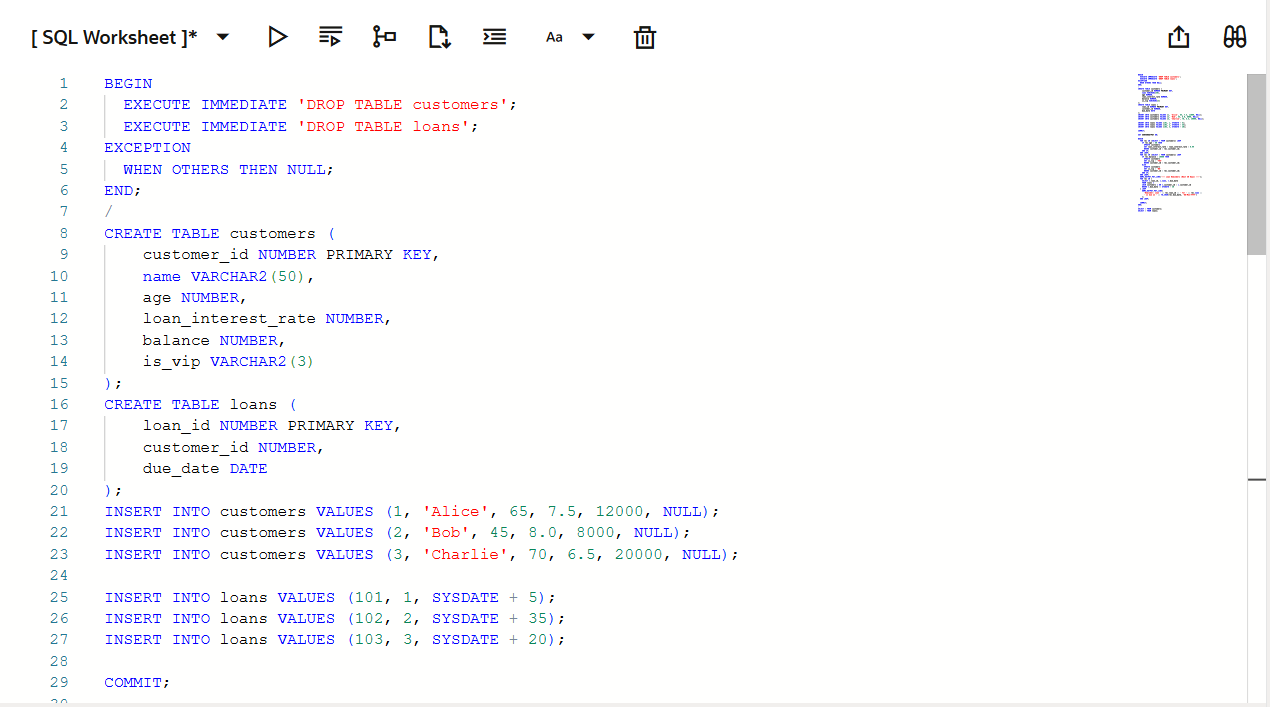 [ SQL Worksheet ]*
Aa
1 BEGIN
2 EXECUTE IMMEDIATE 'DROP TABLE customers';
3 EXECUTE IMMEDIATE 'DROP TABLE loans';
4 EXCEPTION
5 WHEN OTHERS THEN NULL;
6 END;
7 /
8 CREATE TABLE customers (
9 customer_id NUMBER PRIMARY KEY,
10 name VARCHAR2(50),
11 age NUMBER,
12 loan_interest_rate NUMBER,
13 balance NUMBER,
14 is_vip VARCHAR2(3)
15 );
16 CREATE TABLE loans (
17 loan_id NUMBER PRIMARY KEY,
18 customer_id NUMBER,
19 due_date DATE
20 );
21 INSERT INTO customers VALUES (1, 'Alice', 65, 7.5, 12000, NULL);
22 INSERT INTO customers VALUES (2, 'Bob', 45, 8.0, 8000, NULL);
23 INSERT INTO customers VALUES (3, 'Charlie', 70, 6.5, 20000, NULL);
24
25 INSERT INTO loans VALUES (101, 1, SYSDATE + 5);
26 INSERT INTO loans VALUES (102, 2, SYSDATE + 35);
27 INSERT INTO loans VALUES (103, 3, SYSDATE + 20);
28
29 COMMIT;